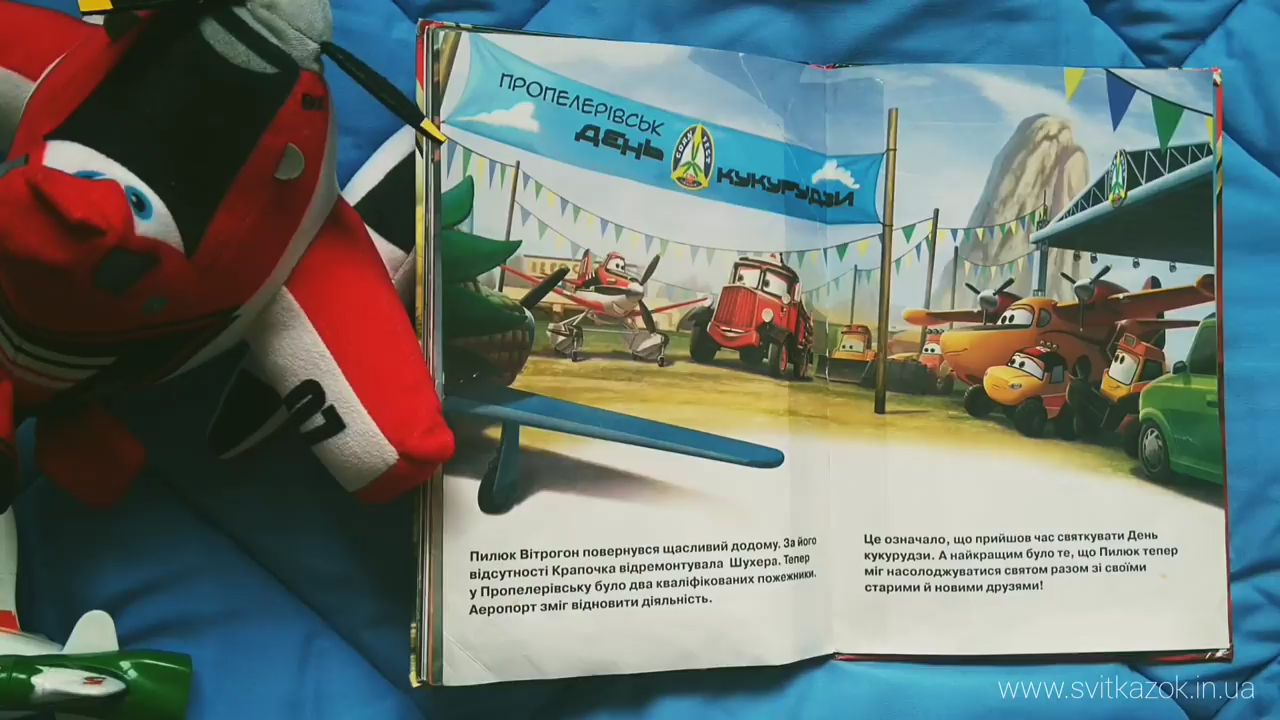 ПРОПЕЛЕРІВСЬК
ДЕНЬ
CORN FEST
КУКУРУДЗИ
Пилюк Вітрогон повернувся щасливий додому. За його
відсутності Крапочка відремонтувала Шухера. Тепер
у Пропелерівську було два кваліфікованих пожежники.
Аеропорт зміг відновити діяльність.
Це означало, що прийшов час святкувати День
кукурудзи. А найкращим було те, що Пилюк тепер
міг насолоджуватися святом разом зі своїми
старими й новими друзями!
www.svitkazok.in.ua